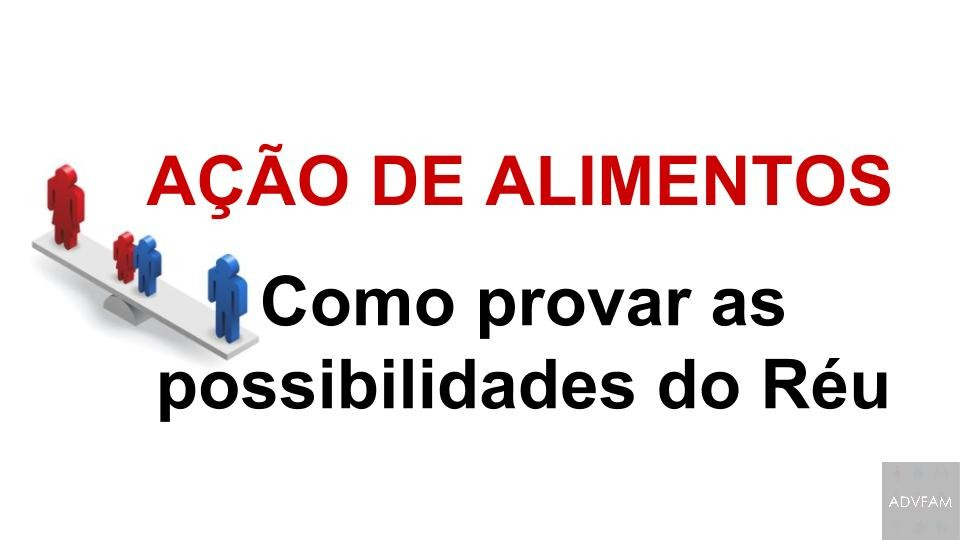 AÇÃO DE ALIMENTOS
Como provar as
possibilidades do Réu
ADVFAM